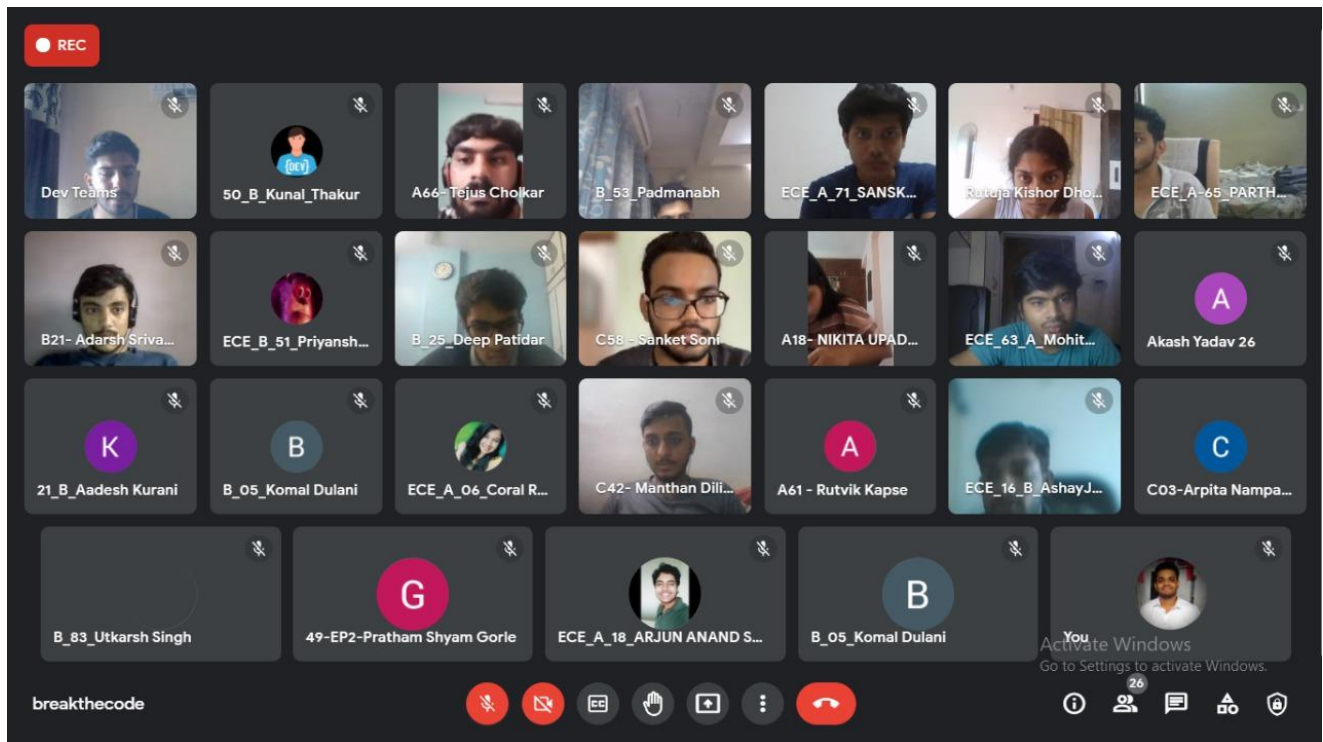 REC
Dev Teams
{DEV}
50_B_Kunal_Thakur
A66- Tejus Cholkar
B_53_Padmanabh
ECE_A_71_SANSK...
Rutuja Kishor Dho...
ECE_A-65_PARTH...
B21- Adarsh Sriva...
ECE_B_51_Priyansh...
B_25_Deep Patidar
C58 - Sanket Soni
A18- NIKITA UPAD...
ECE_63_A_Mohit...
A
Akash Yadav 26
K
21_B_Aadesh Kurani
B
B_05_Komal Dulani
ECE_A_06_Coral R...
C42- Manthan Dili...
A
A61 - Rutvik Kapse
ECE_16_B_AshayJ...
C
C03-Arpita Nampa...
B_83_Utkarsh Singh
G
49-EP2-Pratham Shyam Gorle
ECE_A_18_ARJUN ANAND S...
B
B_05_Komal Dulani
You
Activate Windows
Go to Settings to activate Windows.
breakthecode
CC
26